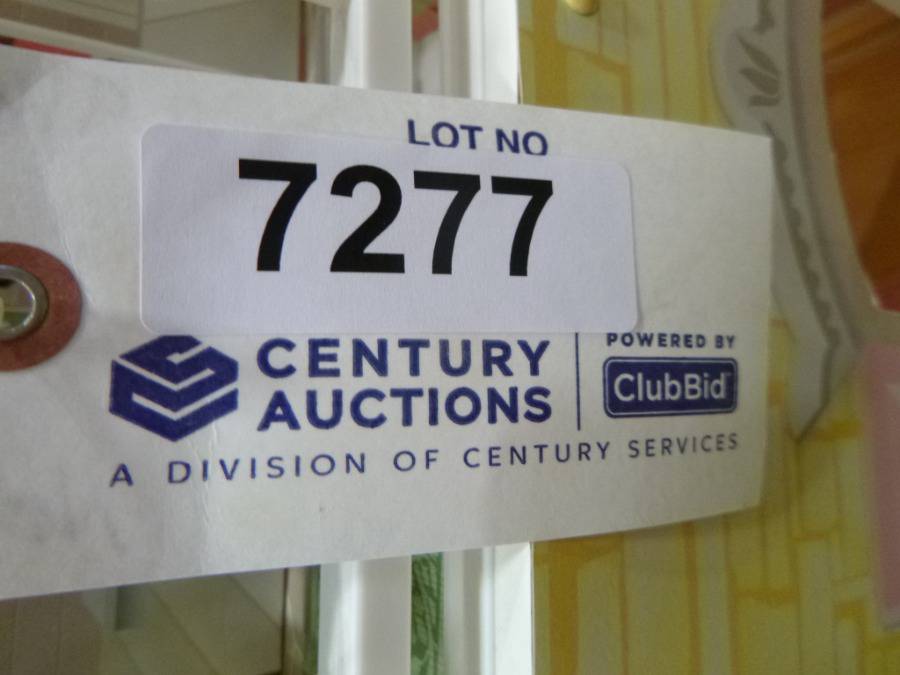 LOT NO
7277
CENTURY
AUCTIONS
POWERED BY
ClubBid
A DIVISION OF CENTURY SERVICES